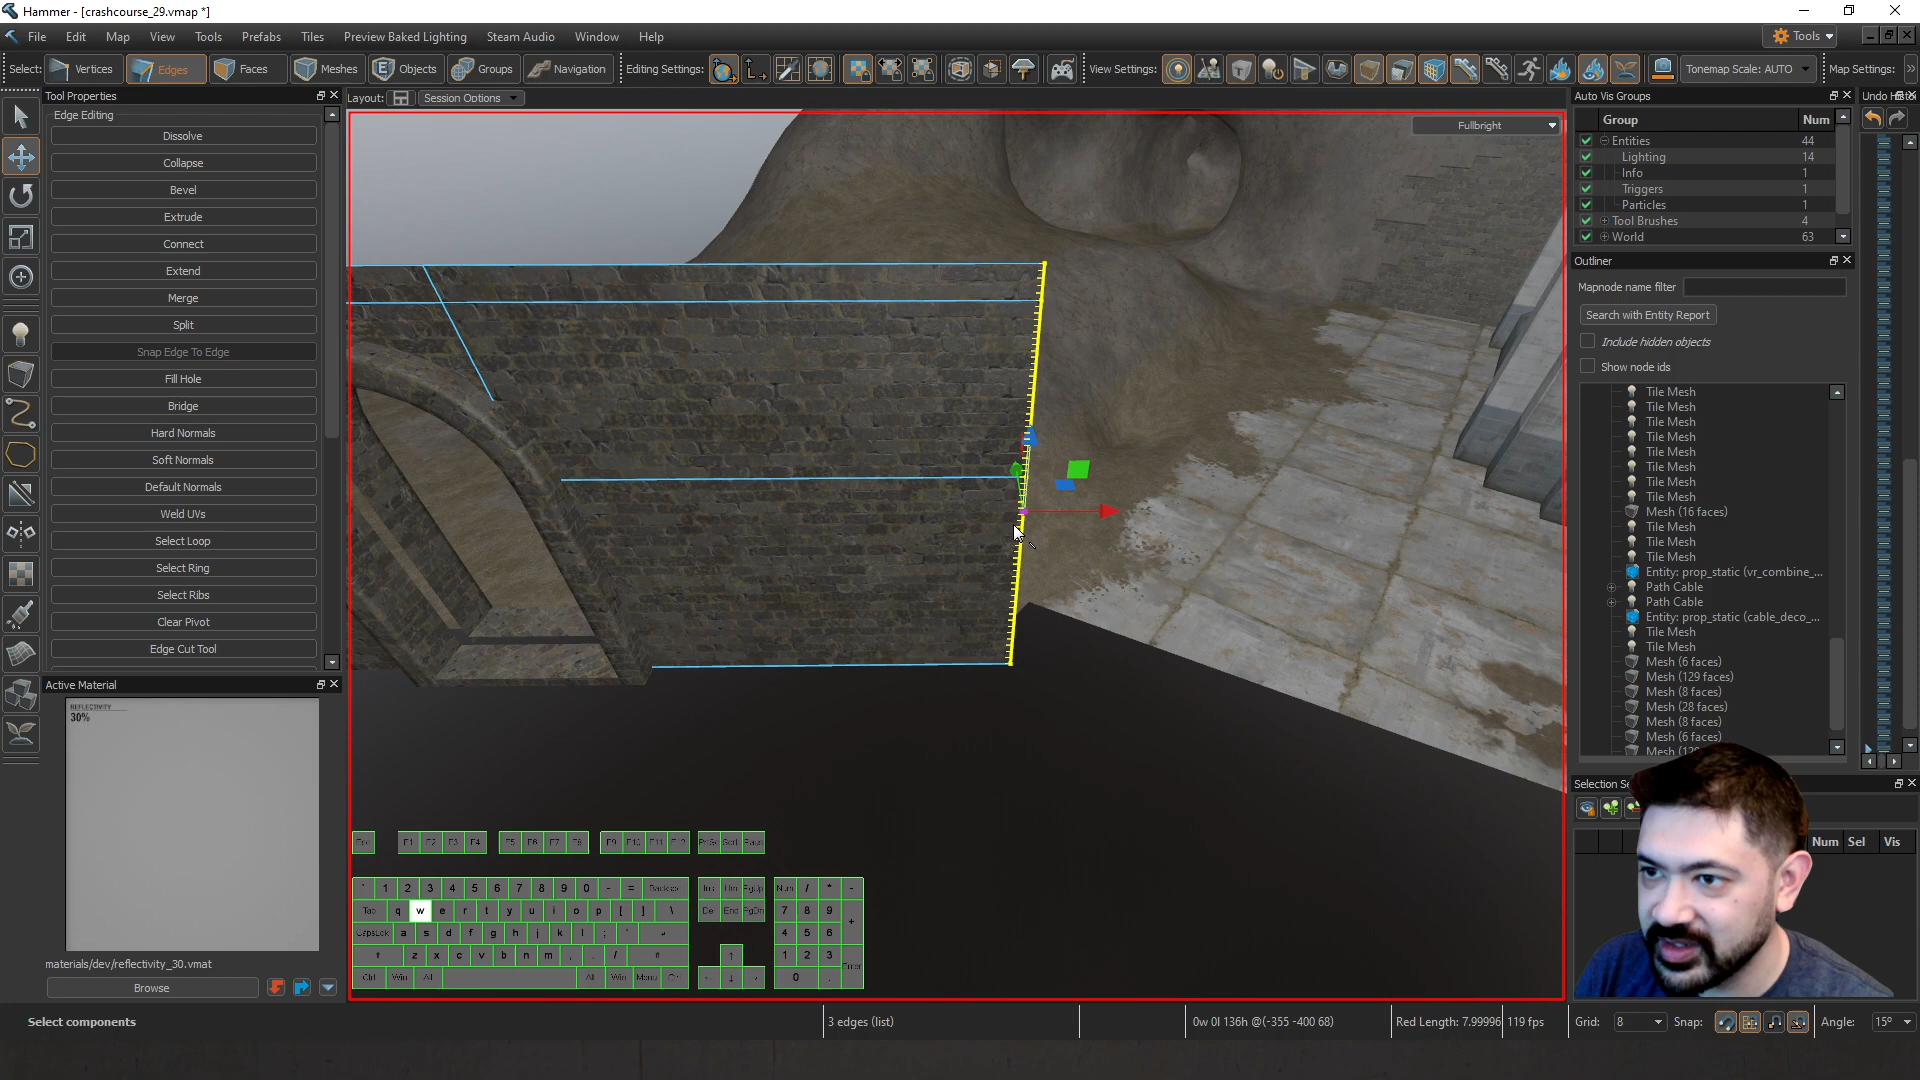 Hammer - [crashcourse_29.vmap *]
File Edit Map View Tools Prefabs Tiles Preview Baked Lighting Steam Audio Window Help Tools
Select: Vertices Edges Faces Meshes Objects Groups Navigation Editing Settings: View Settings: Tonemap Scale: AUTO Map Settings: »
Tool Properties
Edge Editing
Dissolve
Collapse
Bevel
Extrude
Connect
Extend
Merge
Split
Snap Edge To Edge
Fill Hole
Bridge
Hard Normals
Soft Normals
Default Normals
Weld UVs
Select Loop
Select Ring
Select Ribs
Clear Pivot
Edge Cut Tool
Active Material
REFLECTIVITY
30%
materials/dev/reflectivity_30.vmat
Browse
Layout: Session Options
Fullbright
Esc F1 F2 F3 F4 F5 F6 F7 F8 F9 F10 F11
` 1 2 3 4 5 6 7 8 9 0 - = Num / * -
Tab q w e r t y u i o p [ ] \ Del End PgDn 7 8 9 +
CapsLock a s d f g h j k l ; ' 4 5 6
z x c v b n m , . / ↑ 1 2 3 Enter
Ctrl Win Alt Alt Win Menu Ctrl ← ↓ → 0 .
Auto Vis Groups
Group Num
Entities 44
Lighting 14
Info 1
Triggers 1
Particles 1
Tool Brushes 4
World 63
Outliner
Mapnode name filter
Search with Entity Report
Include hidden objects
Show node ids
Tile Mesh
Tile Mesh
Tile Mesh
Tile Mesh
Tile Mesh
Tile Mesh
Tile Mesh
Tile Mesh
Mesh (16 faces)
Tile Mesh
Tile Mesh
Tile Mesh
Entity: prop_static (vr_combine_...
Path Cable
Path Cable
Entity: prop_static (cable_deco_...
Tile Mesh
Tile Mesh
Mesh (6 faces)
Mesh (129 faces)
Mesh (8 faces)
Mesh (28 faces)
Mesh (8 faces)
Mesh (6 faces)
Mesh
Selection
Num Sel Vis
Undo
Select components 3 edges (list) 0w 0l 136h @(-355 -400 68) Red Length: 7.99996 119 fps Grid: 8 Snap: Angle: 15°